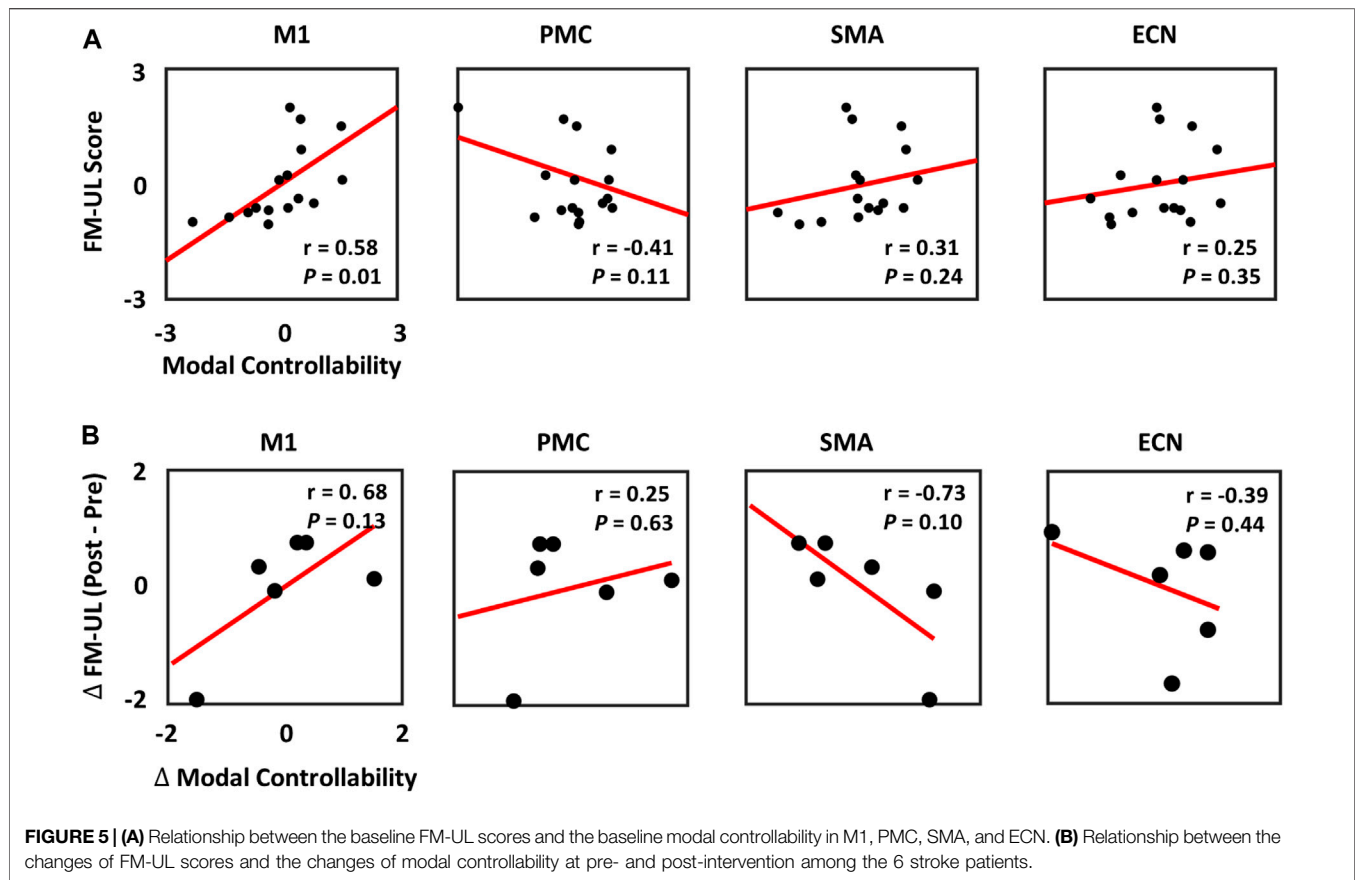 A
M1 PMC SMA ECN
3
0
-3
FM-UL Score
r = 0.58
P = 0.01
r = -0.41
P = 0.11
r = 0.31
P = 0.24
r = 0.25
P = 0.35
-3 0 3
Modal Controllability
B
M1 PMC SMA ECN
2
0
-2
Δ FM-UL (Post - Pre)
r = 0. 68
P = 0.13
r = 0.25
P = 0.63
r = -0.73
P = 0.10
r = -0.39
P = 0.44
-2 0 2
Δ Modal Controllability
FIGURE 5 | (A) Relationship between the baseline FM-UL scores and the baseline modal controllability in M1, PMC, SMA, and ECN. (B) Relationship between the
changes of FM-UL scores and the changes of modal controllability at pre- and post-intervention among the 6 stroke patients.